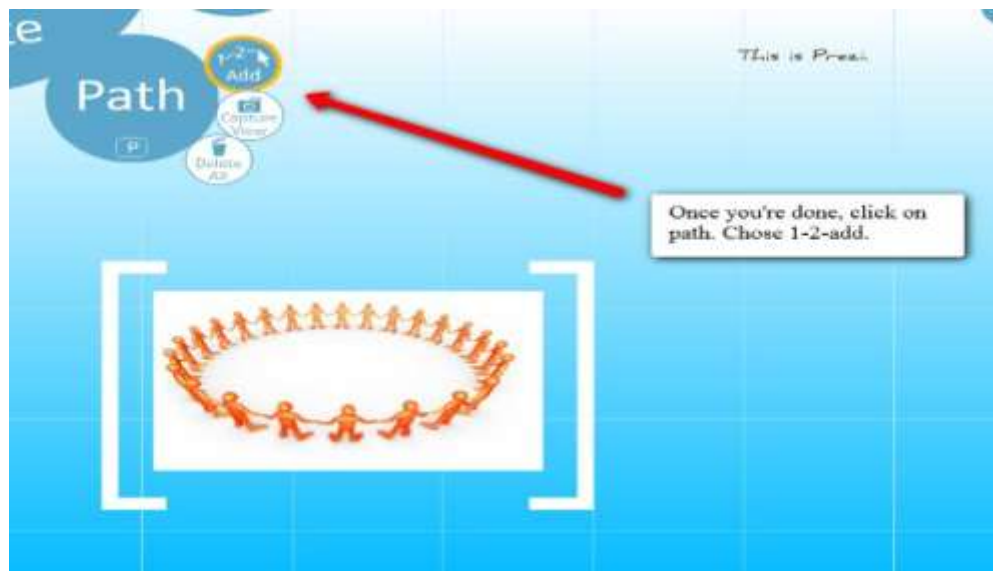 e
Path
P
1-2-
Add
Capture
View
Delete
All
This is Prezi.
Once you're done, click on
path. Chose 1-2-add.